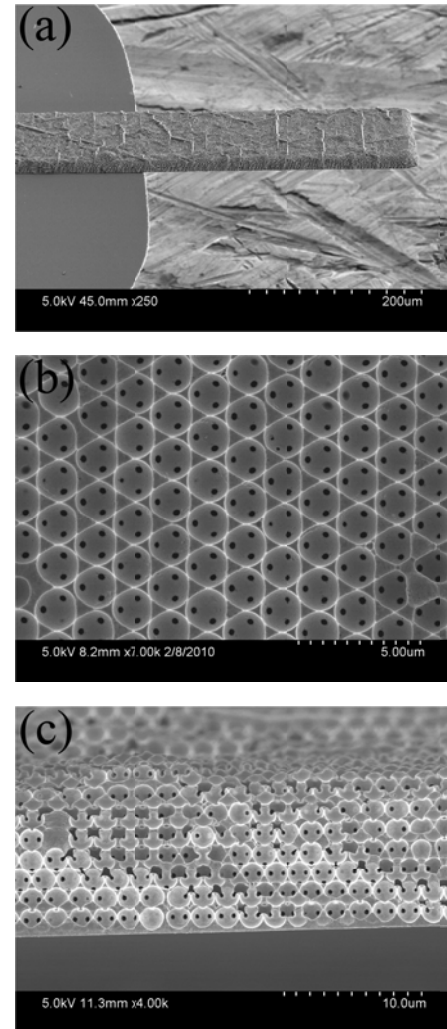 (a)
5.0kV 45.0mm x250 200um
(b)
5.0kV 8.2mm x7.00k 2/8/2010 5.00um
(c)
5.0kV 11.3mm x4.00k 10.0um